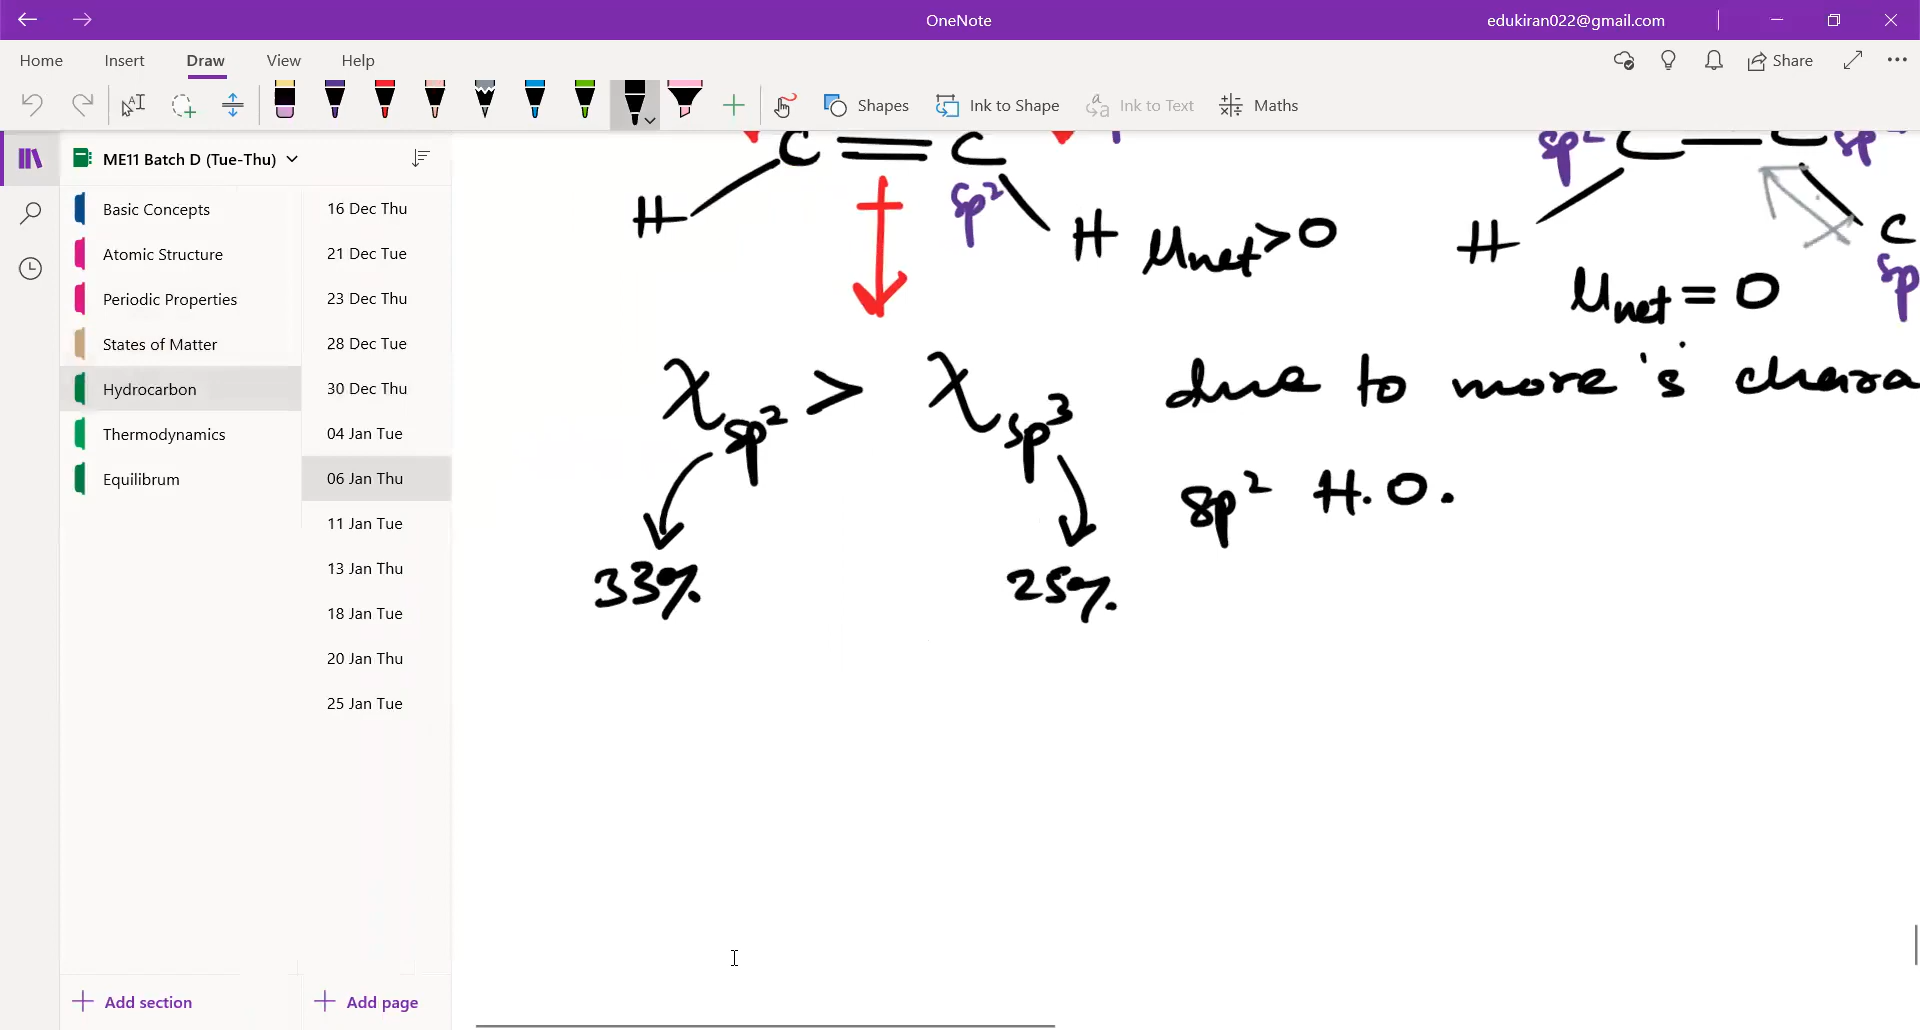 OneNote
edukiran022@gmail.com
Home Insert Draw View Help
Share
Shapes Ink to Shape Ink to Text Maths
ME11 Batch D (Tue-Thu)
Basic Concepts
Atomic Structure
Periodic Properties
States of Matter
Hydrocarbon
Thermodynamics
Equilibrum
16 Dec Thu
21 Dec Tue
23 Dec Thu
28 Dec Tue
30 Dec Thu
04 Jan Tue
06 Jan Thu
11 Jan Tue
13 Jan Thu
18 Jan Tue
20 Jan Thu
25 Jan Tue
Add section
Add page
C = C
sp²
H H μnet>0
sp² C — C sp²
H C
sp
μnet = 0
χsp² > χsp³ due to more 's' chara
sp² H.O.
33% 25%